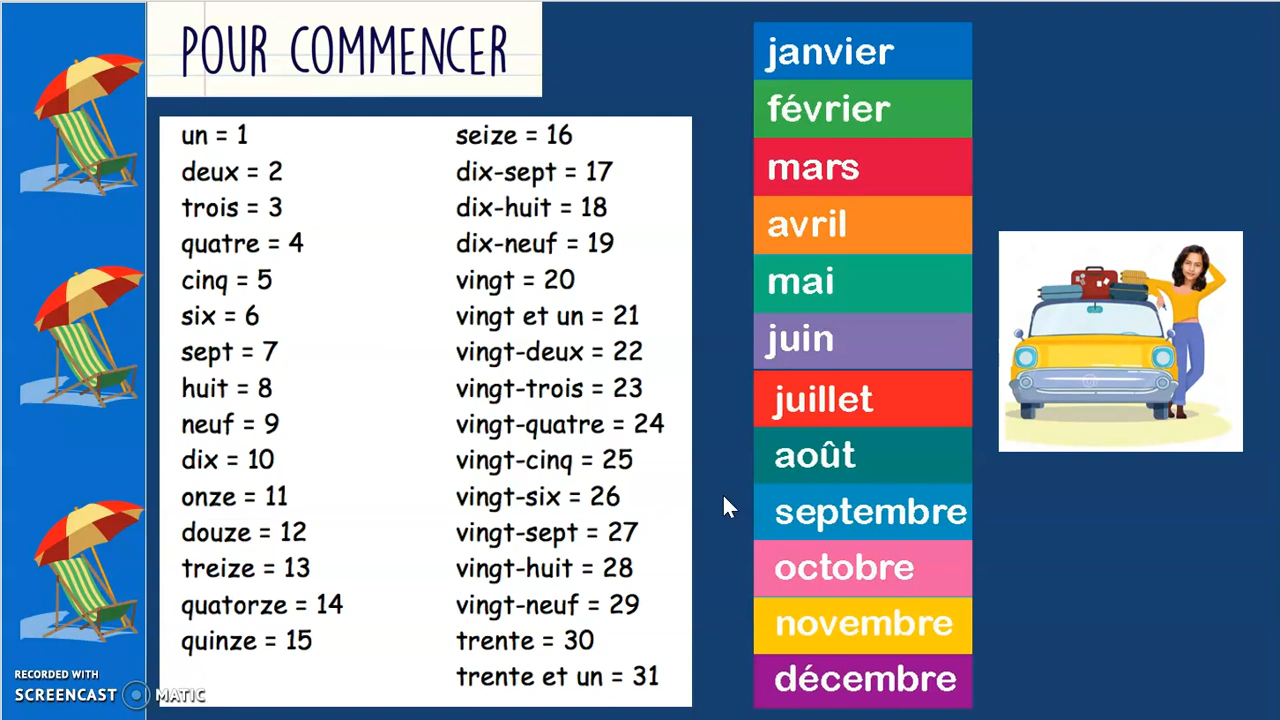 POUR COMMENCER
un = 1
deux = 2
trois = 3
quatre = 4
cinq = 5
six = 6
sept = 7
huit = 8
neuf = 9
dix = 10
onze = 11
douze = 12
treize = 13
quatorze = 14
quinze = 15
seize = 16
dix-sept = 17
dix-huit = 18
dix-neuf = 19
vingt = 20
vingt et un = 21
vingt-deux = 22
vingt-trois = 23
vingt-quatre = 24
vingt-cinq = 25
vingt-six = 26
vingt-sept = 27
vingt-huit = 28
vingt-neuf = 29
trente = 30
trente et un = 31
janvier
février
mars
avril
mai
juin
juillet
août
septembre
octobre
novembre
décembre
RECORDED WITH
SCREENCAST MATIC